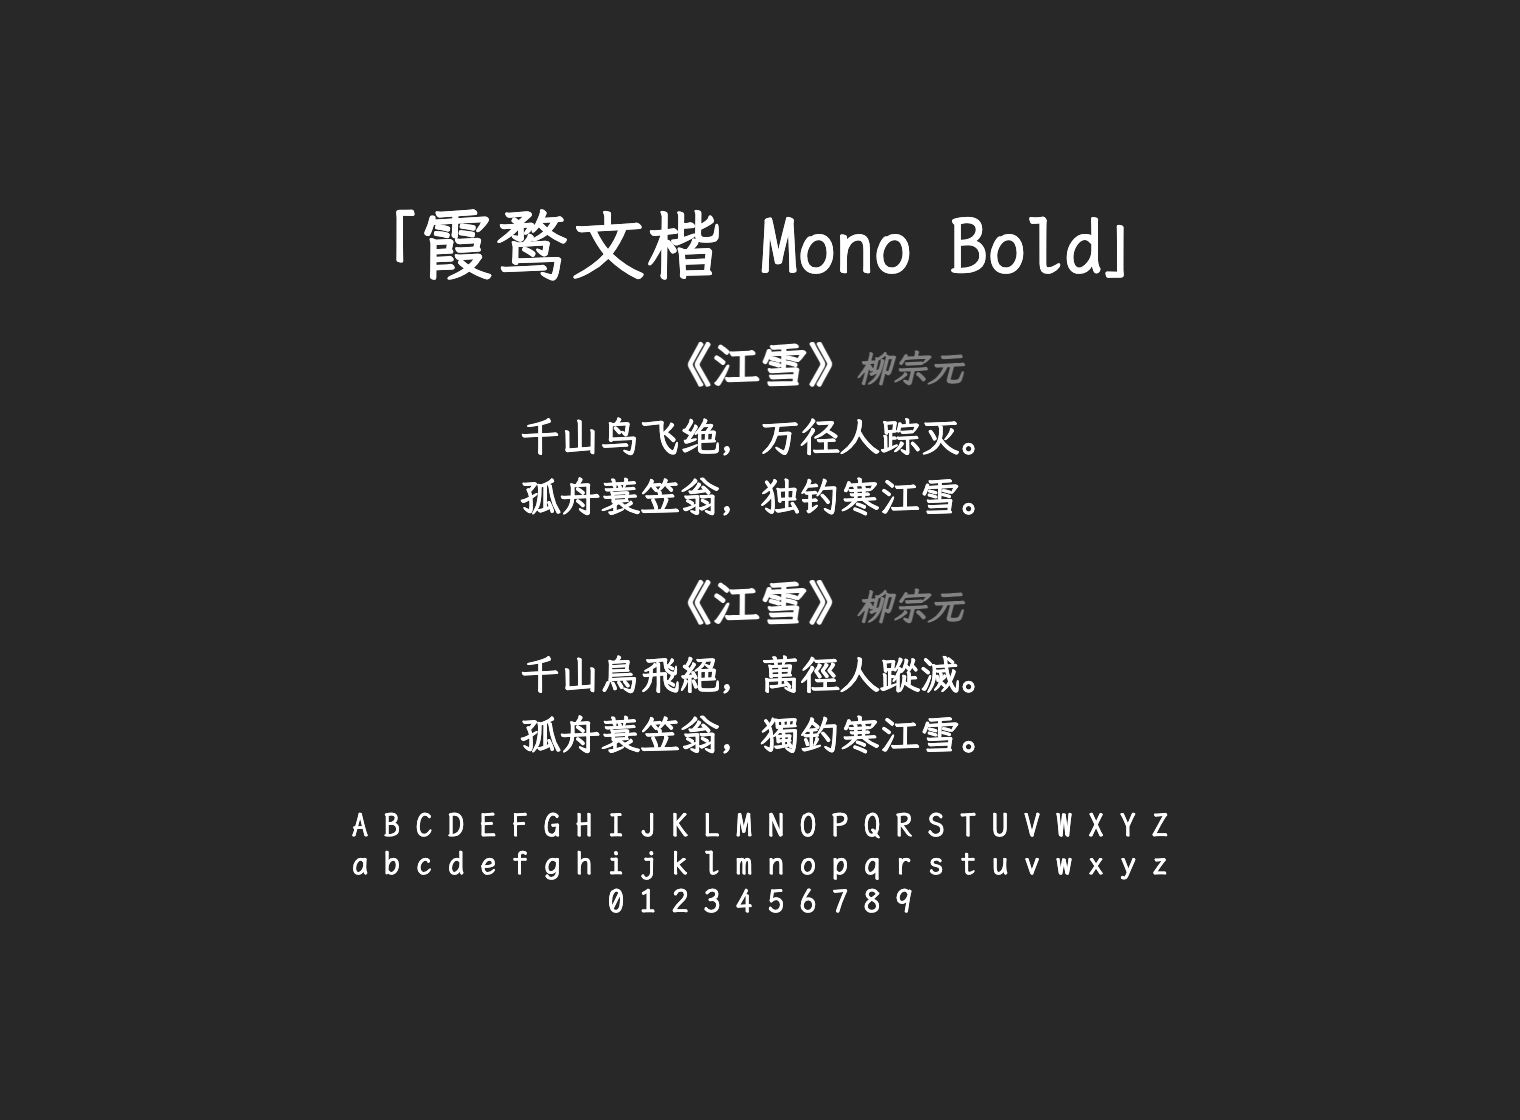 「霞鹜文楷 Mono Bold」
《江雪》柳宗元
千山鸟飞绝，万径人踪灭。
孤舟蓑笠翁，独钓寒江雪。
《江雪》柳宗元
千山鳥飛絕，萬徑人蹤滅。
孤舟蓑笠翁，獨釣寒江雪。
A B C D E F G H I J K L M N O P Q R S T U V W X Y Z
a b c d e f g h i j k l m n o p q r s t u v w x y z
0 1 2 3 4 5 6 7 8 9